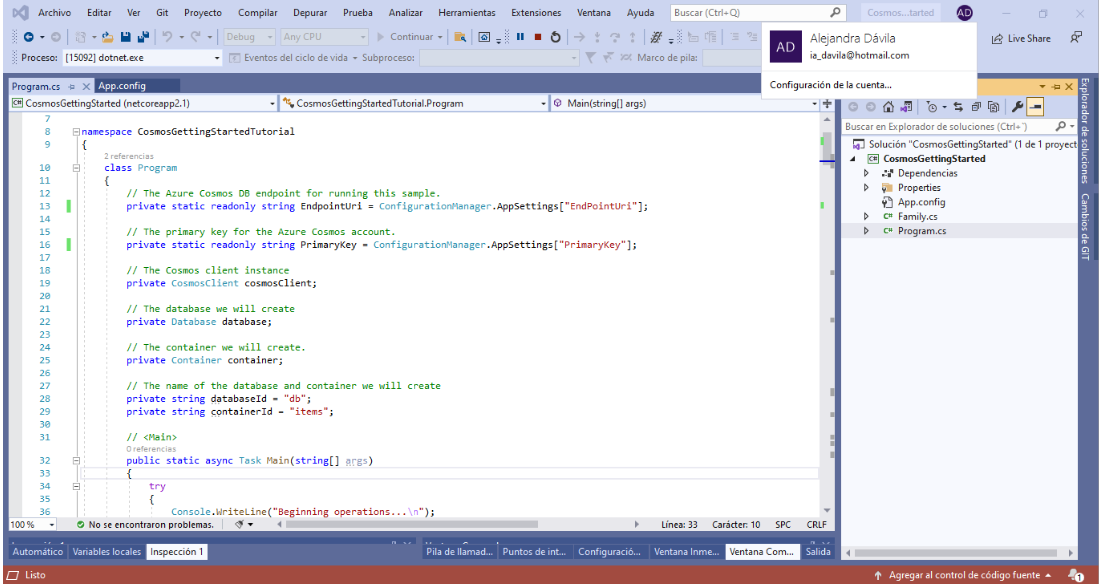 Archivo Editar Ver Git Proyecto Compilar Depurar Prueba Analizar Herramientas Extensiones Ventana Ayuda Buscar (Ctrl+Q) Cosmos...tarted AD
Debug Any CPU Continuar Live Share
Proceso: [15092] dotnet.exe Eventos del ciclo de vida Subproceso: Marco de pila:
AD Alejandra Dávila
ia_davila@hotmail.com
Configuración de la cuenta...
Program.cs App.config
CosmosGettingStarted (netcoreapp2.1) CosmosGettingStartedTutorial.Program Main(string[] args)
7
8 namespace CosmosGettingStartedTutorial
9 {
2 referencias
10 class Program
11 {
12 // The Azure Cosmos DB endpoint for running this sample.
13 private static readonly string EndpointUri = ConfigurationManager.AppSettings["EndPointUri"];
14
15 // The primary key for the Azure Cosmos account.
16 private static readonly string PrimaryKey = ConfigurationManager.AppSettings["PrimaryKey"];
17
18 // The Cosmos client instance
19 private CosmosClient cosmosClient;
20
21 // The database we will create
22 private Database database;
23
24 // The container we will create.
25 private Container container;
26
27 // The name of the database and container we will create
28 private string databaseId = "db";
29 private string containerId = "items";
30
31 // <Main>
0 referencias
32 public static async Task Main(string[] args)
33 {
34 try
35 {
36 Console.WriteLine("Beginning operations...\n");
100 % No se encontraron problemas. Línea: 33 Carácter: 10 SPC CRLF
Automático Variables locales Inspección 1 Pila de llamad... Puntos de int... Configuració... Ventana Inme... Ventana Com... Salida
Buscar en Explorador de soluciones (Ctrl+´)
Solución "CosmosGettingStarted" (1 de 1 proyect
C# CosmosGettingStarted
Dependencias
Properties
App.config
C# Family.cs
C# Program.cs
Explorador de soluciones
Cambios de GIT
Listo Agregar al control de código fuente 1